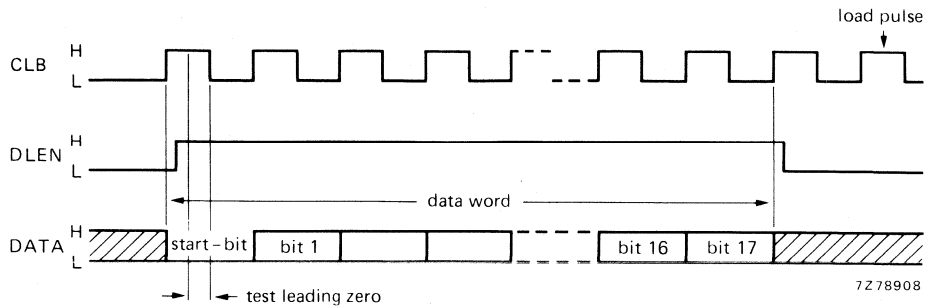 load pulse
CLB H
L
DLEN H
L
data word
DATA H
L
start-bit bit 1 bit 16 bit 17
test leading zero
7Z78908